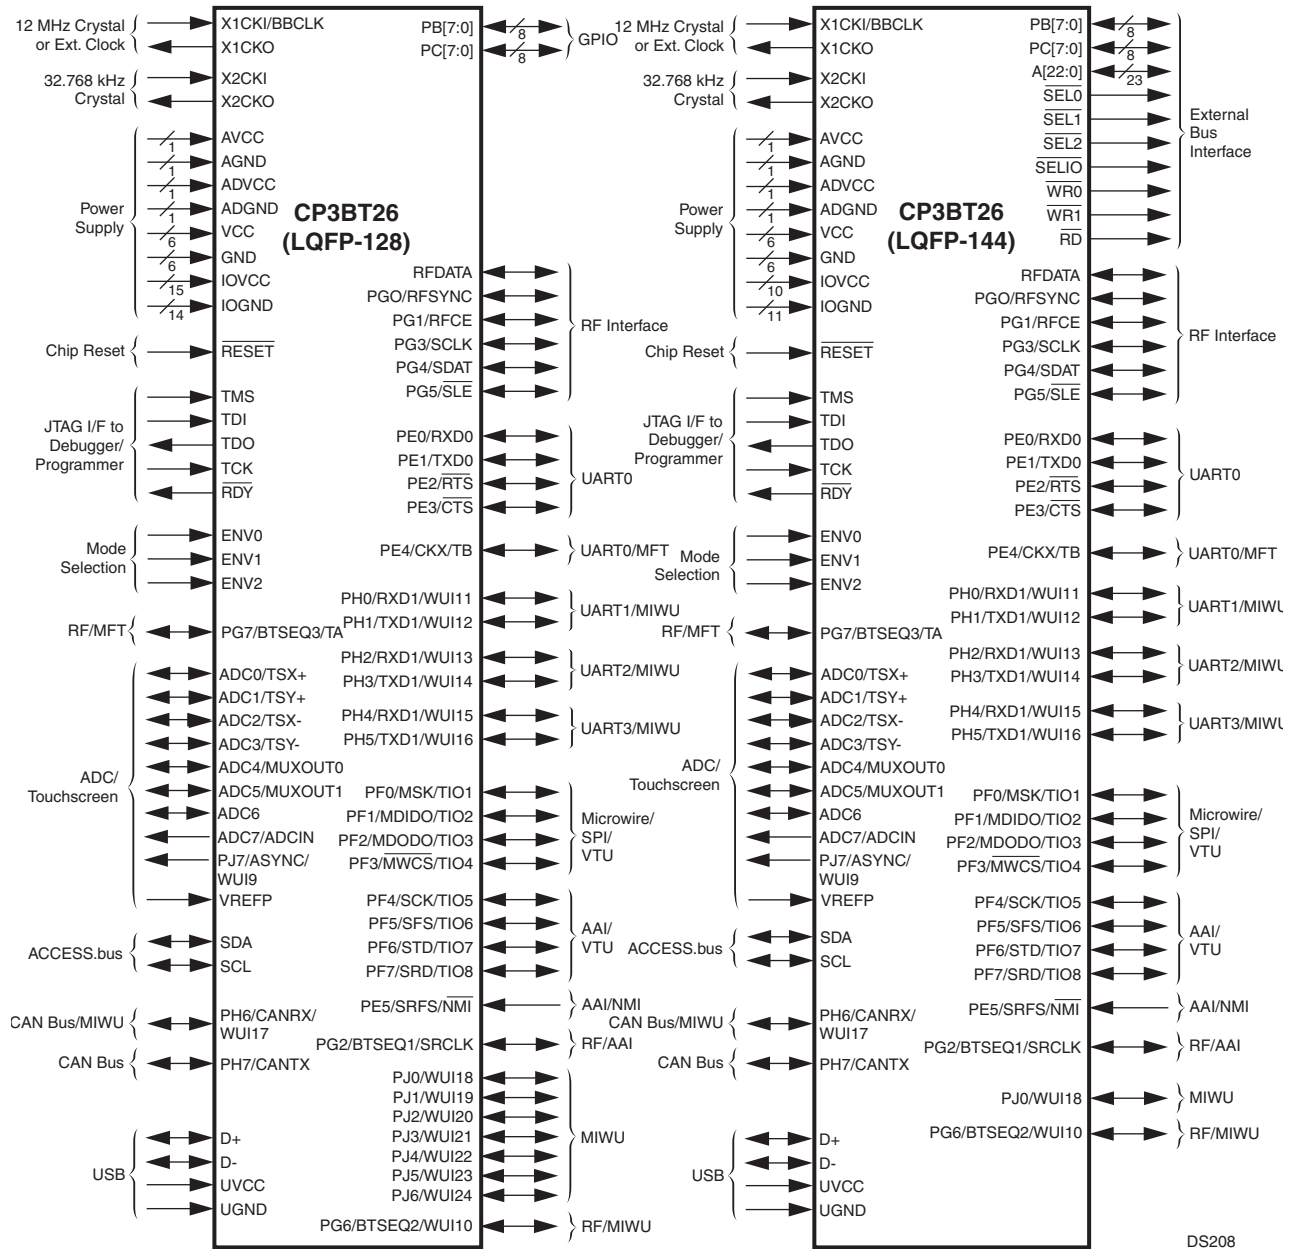 12 MHz Crystal
or Ext. Clock
X1CKI/BBCLK
X1CKO
32.768 kHz
Crystal
X2CKI
X2CKO
Power
Supply
AVCC
1
AGND
1
ADVCC
1
ADGND
1
VCC
6
GND
6
IOVCC
15
IOGND
14
Chip Reset
RESET
JTAG I/F to
Debugger/
Programmer
TMS
TDI
TDO
TCK
RDY
Mode
Selection
ENV0
ENV1
ENV2
RF/MFT
PG7/BTSEQ3/TA
ADC/
Touchscreen
ADC0/TSX+
ADC1/TSY+
ADC2/TSX-
ADC3/TSY-
ADC4/MUXOUT0
ADC5/MUXOUT1
ADC6
ADC7/ADCIN
PJ7/ASYNC/
WUI9
VREFP
ACCESS.bus
SDA
SCL
CAN Bus/MIWU
PH6/CANRX/
WUI17
CAN Bus
PH7/CANTX
USB
D+
D-
UVCC
UGND
CP3BT26
(LQFP-128)
PB[7:0]
8
PC[7:0]
8
GPIO
RFDATA
PGO/RFSYNC
PG1/RFCE
PG3/SCLK
PG4/SDAT
PG5/SLE
RF Interface
PE0/RXD0
PE1/TXD0
PE2/RTS
PE3/CTS
UART0
PE4/CKX/TB
UART0/MFT
PH0/RXD1/WUI11
PH1/TXD1/WUI12
UART1/MIWU
PH2/RXD1/WUI13
PH3/TXD1/WUI14
UART2/MIWU
PH4/RXD1/WUI15
PH5/TXD1/WUI16
UART3/MIWU
PF0/MSK/TIO1
PF1/MDIDO/TIO2
PF2/MDODO/TIO3
PF3/MWCS/TIO4
Microwire/
SPI/
VTU
PF4/SCK/TIO5
PF5/SFS/TIO6
PF6/STD/TIO7
PF7/SRD/TIO8
AAI/
VTU
PE5/SRFS/NMI
AAI/NMI
PG2/BTSEQ1/SRCLK
RF/AAI
PJ0/WUI18
PJ1/WUI19
PJ2/WUI20
PJ3/WUI21
PJ4/WUI22
PJ5/WUI23
PJ6/WUI24
MIWU
PG6/BTSEQ2/WUI10
RF/MIWU
12 MHz Crystal
or Ext. Clock
X1CKI/BBCLK
X1CKO
32.768 kHz
Crystal
X2CKI
X2CKO
Power
Supply
AVCC
1
AGND
1
ADVCC
1
ADGND
1
VCC
6
GND
6
IOVCC
10
IOGND
11
Chip Reset
RESET
JTAG I/F to
Debugger/
Programmer
TMS
TDI
TDO
TCK
RDY
Mode
Selection
ENV0
ENV1
ENV2
RF/MFT
PG7/BTSEQ3/TA
ADC/
Touchscreen
ADC0/TSX+
ADC1/TSY+
ADC2/TSX-
ADC3/TSY-
ADC4/MUXOUT0
ADC5/MUXOUT1
ADC6
ADC7/ADCIN
PJ7/ASYNC/
WUI9
VREFP
ACCESS.bus
SDA
SCL
CAN Bus/MIWU
PH6/CANRX/
WUI17
CAN Bus
PH7/CANTX
USB
D+
D-
UVCC
UGND
CP3BT26
(LQFP-144)
PB[7:0]
8
PC[7:0]
8
A[22:0]
23
SEL0
SEL1
SEL2
SELIO
WR0
WR1
RD
External
Bus
Interface
RFDATA
PGO/RFSYNC
PG1/RFCE
PG3/SCLK
PG4/SDAT
PG5/SLE
RF Interface
PE0/RXD0
PE1/TXD0
PE2/RTS
PE3/CTS
UART0
PE4/CKX/TB
UART0/MFT
PH0/RXD1/WUI11
PH1/TXD1/WUI12
UART1/MIWU
PH2/RXD1/WUI13
PH3/TXD1/WUI14
UART2/MIWU
PH4/RXD1/WUI15
PH5/TXD1/WUI16
UART3/MIWU
PF0/MSK/TIO1
PF1/MDIDO/TIO2
PF2/MDODO/TIO3
PF3/MWCS/TIO4
Microwire/
SPI/
VTU
PF4/SCK/TIO5
PF5/SFS/TIO6
PF6/STD/TIO7
PF7/SRD/TIO8
AAI/
VTU
PE5/SRFS/NMI
AAI/NMI
PG2/BTSEQ1/SRCLK
RF/AAI
PJ0/WUI18
MIWU
PG6/BTSEQ2/WUI10
RF/MIWU
DS208